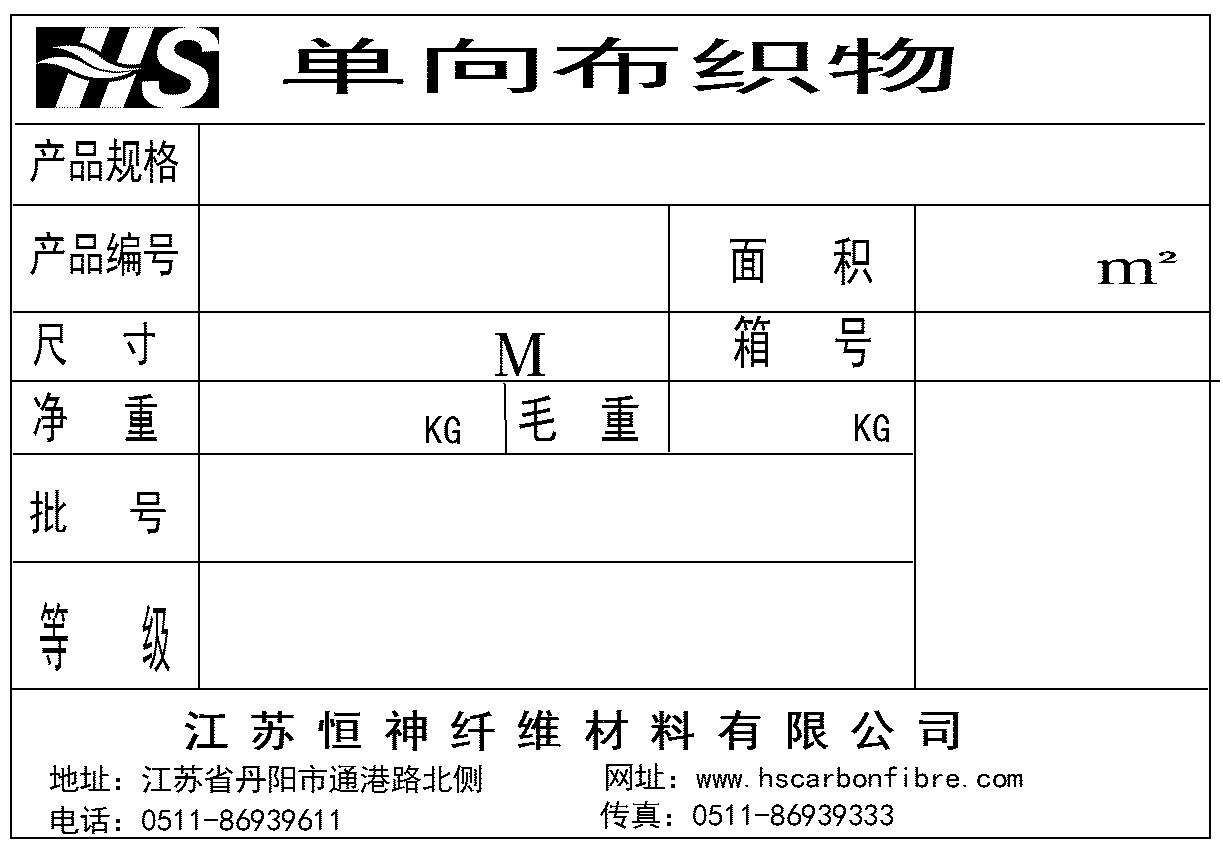 HS 单向布织物
产品规格
产品编号 面 积 m²
尺 寸 M 箱 号
净 重 KG 毛 重 KG
批 号
等 级
江苏恒神纤维材料有限公司
地址：江苏省丹阳市通港路北侧 网址：www.hscarbonfibre.com
电话：0511-86939611 传真：0511-86939333